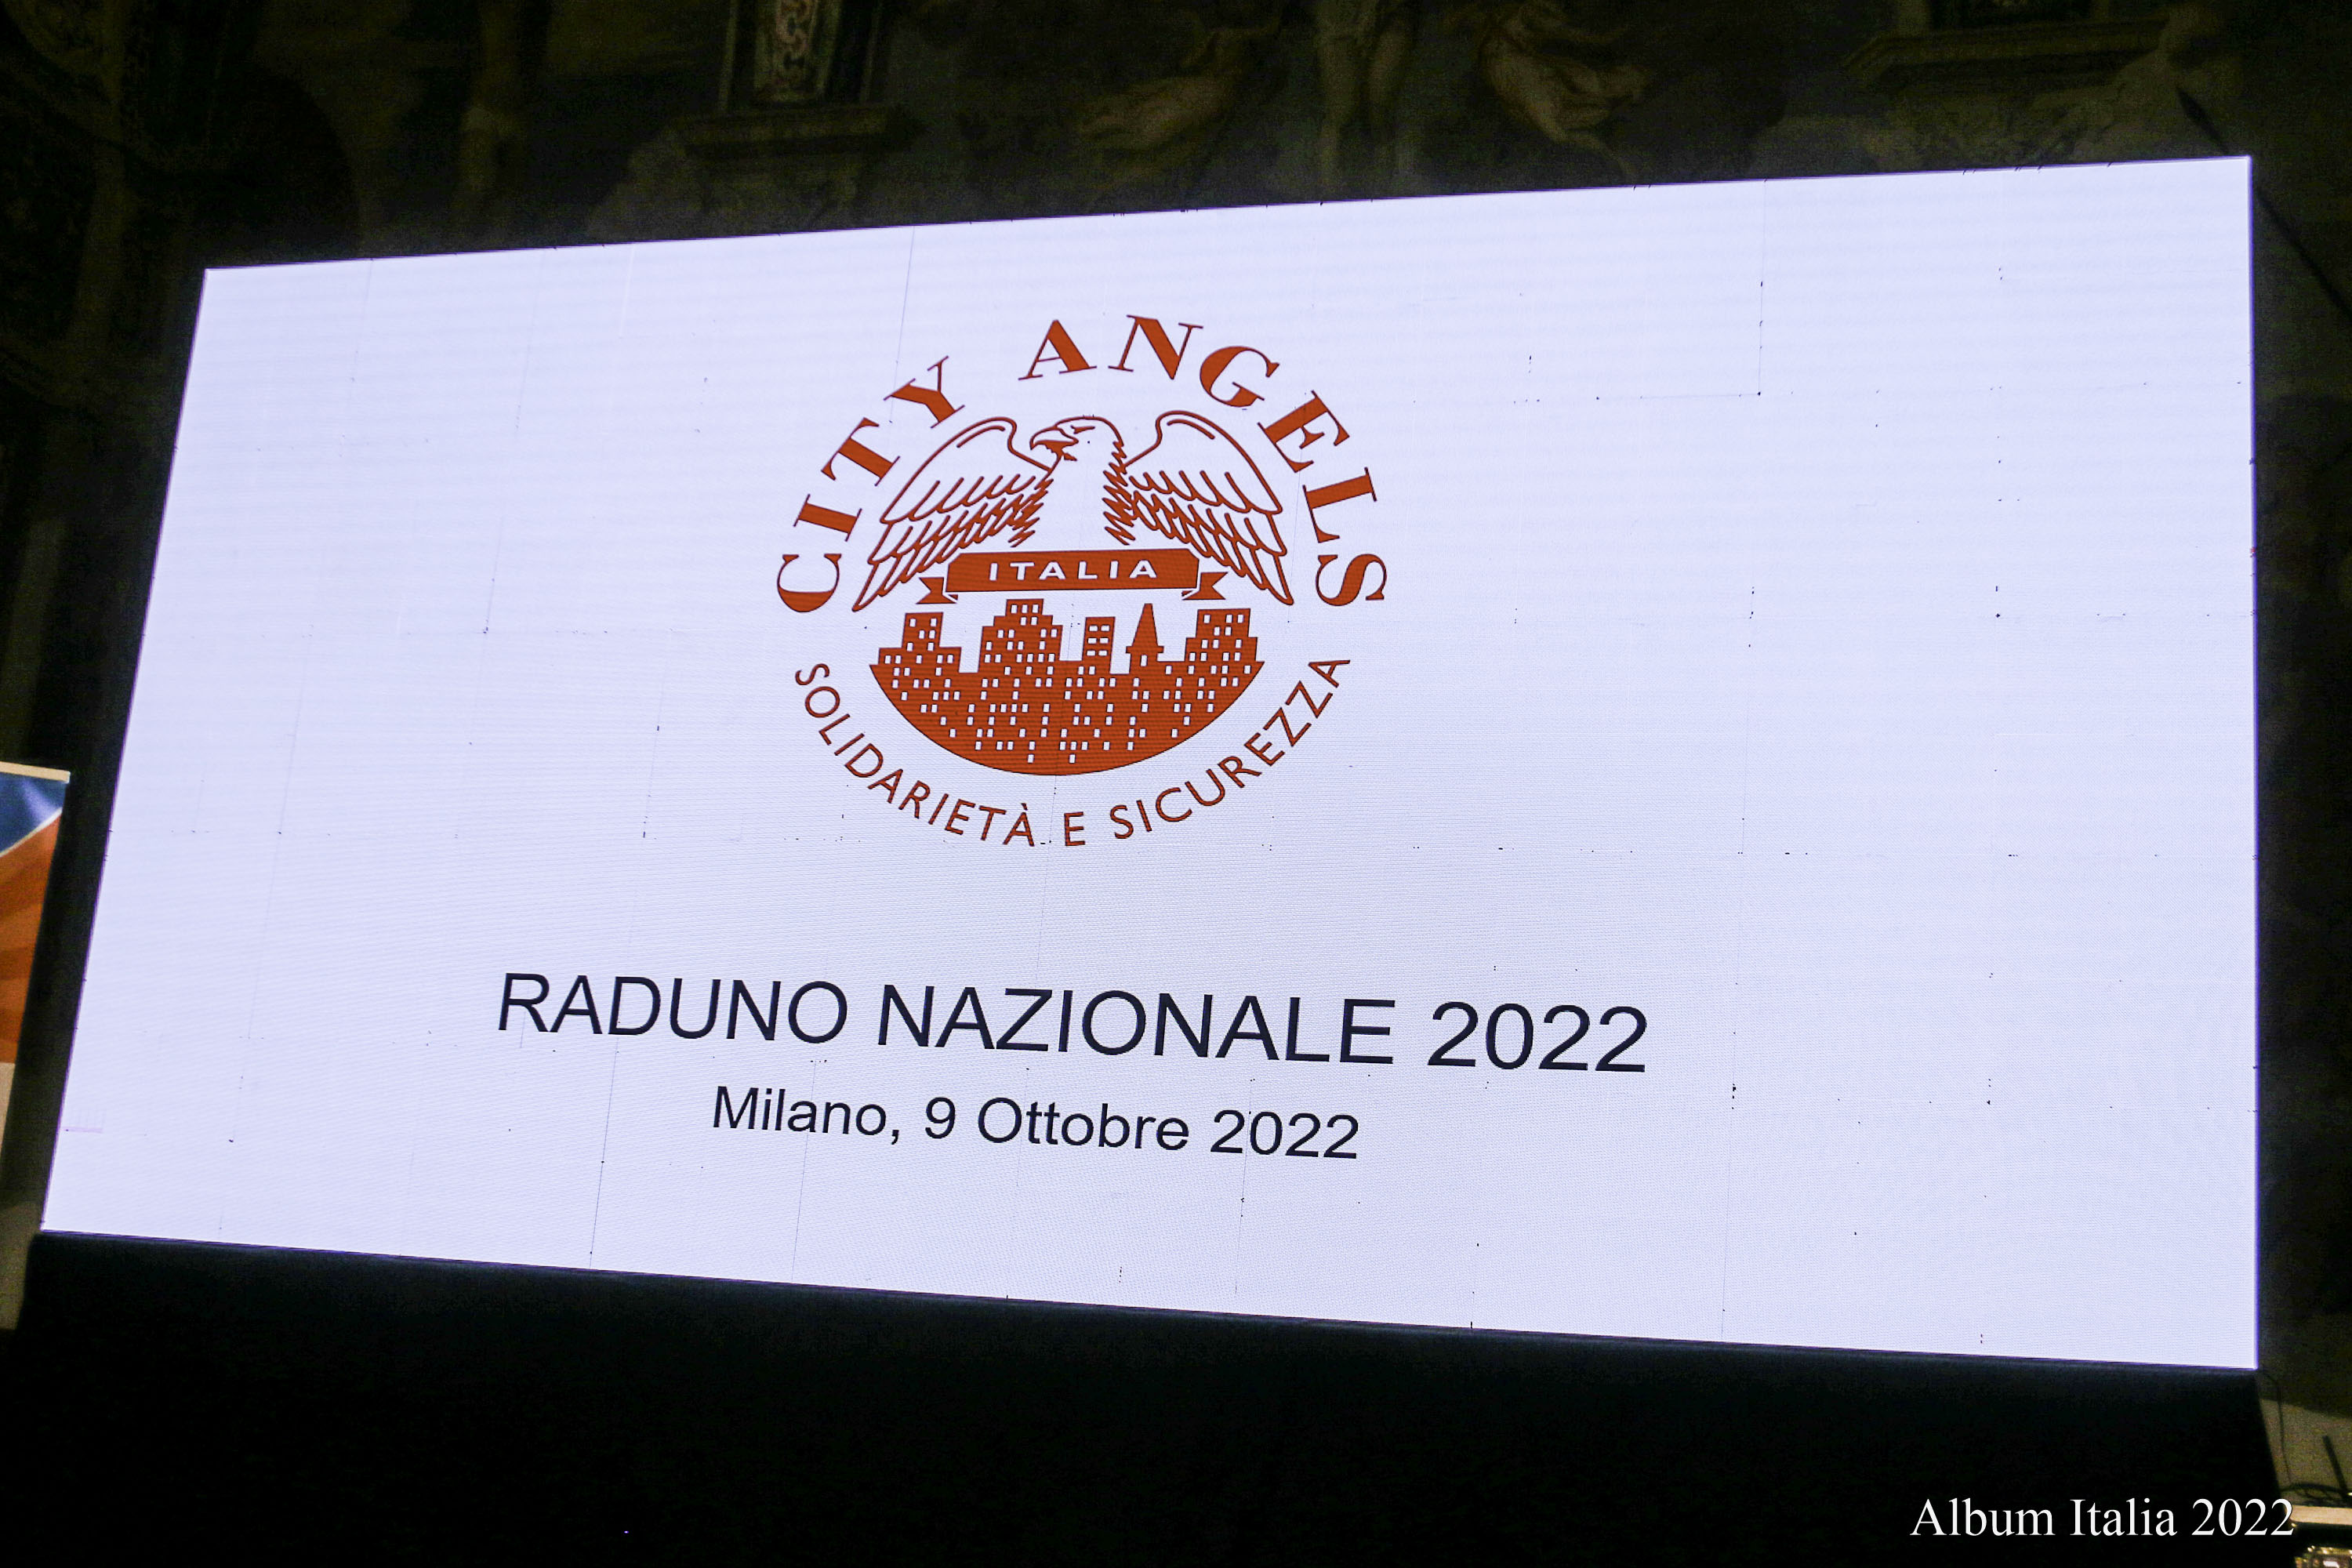 CITY ANGELS
ITALIA
SOLIDARIETÀ E SICUREZZA
RADUNO NAZIONALE 2022
Milano, 9 Ottobre 2022
Album Italia 2022